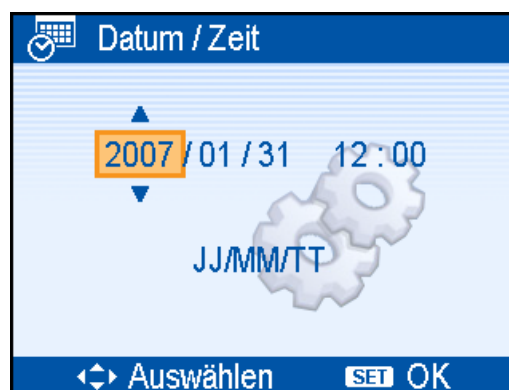 Datum / Zeit
2007 / 01 / 31 12 : 00
JJ/MM/TT
Auswählen SET OK